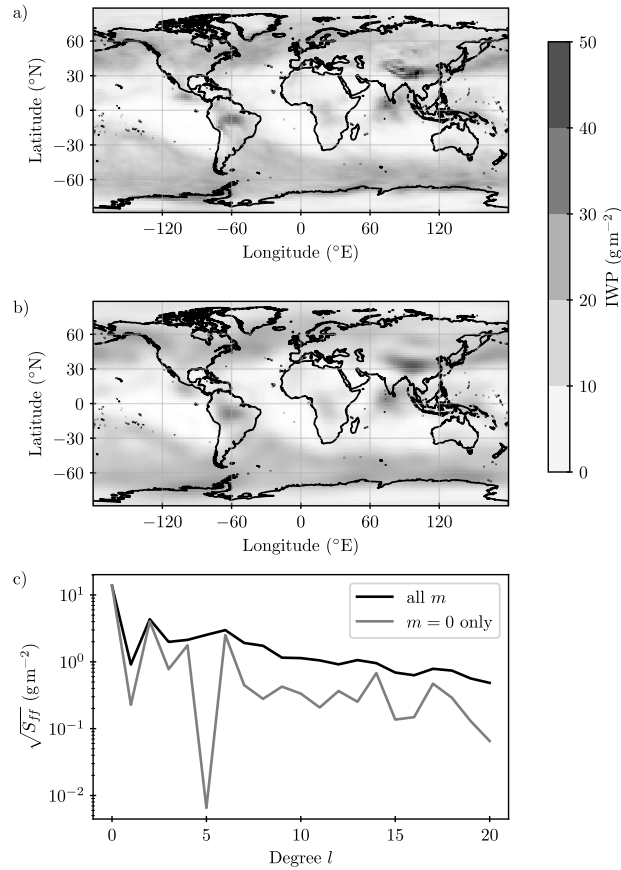 a)
60
30
0
−30
−60
Latitude (°N)
−120
−60
0
60
120
Longitude (°E)
b)
60
30
0
−30
−60
Latitude (°N)
−120
−60
0
60
120
Longitude (°E)
50
40
30
20
10
0
IWP (g m⁻²)
c)
10¹
10⁰
10⁻¹
10⁻²
√S_ff (g m⁻²)
all m
m = 0 only
0
5
10
15
20
Degree l